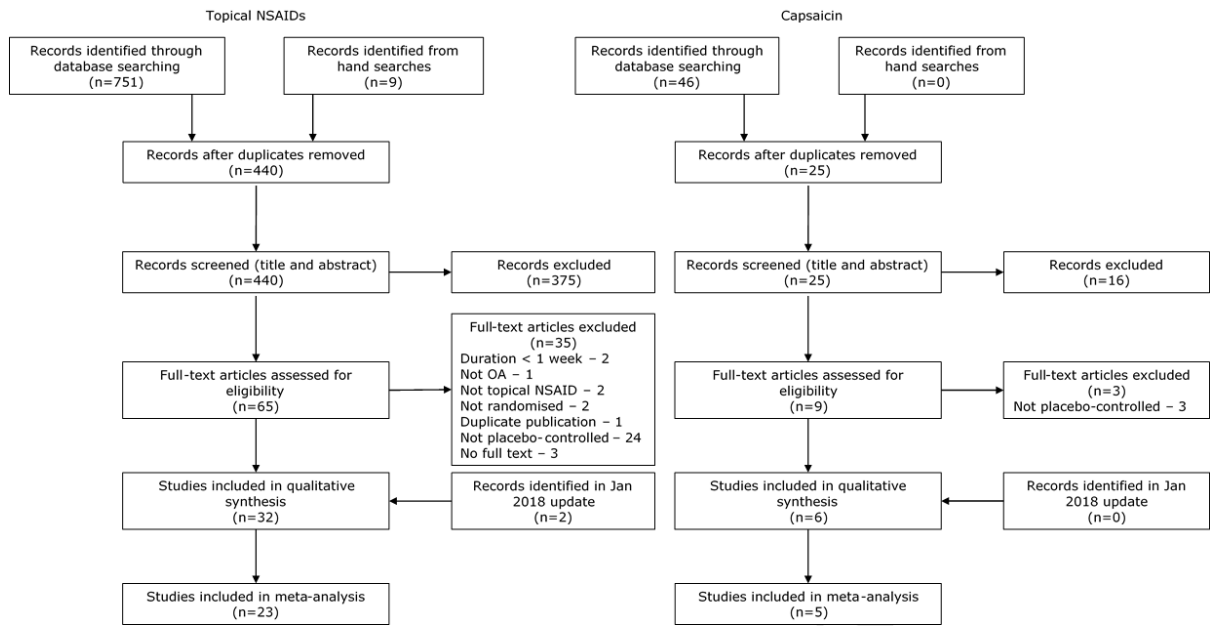 Topical NSAIDs
Records identified through
database searching
(n=751)
Records identified from
hand searches
(n=9)
Records after duplicates removed
(n=440)
Records screened (title and abstract)
(n=440)
Records excluded
(n=375)
Full-text articles assessed for
eligibility
(n=65)
Full-text articles excluded
(n=35)
Duration < 1 week – 2
Not OA – 1
Not topical NSAID – 2
Not randomised – 2
Duplicate publication – 1
Not placebo-controlled – 24
No full text – 3
Studies included in qualitative
synthesis
(n=32)
Records identified in Jan
2018 update
(n=2)
Studies included in meta-analysis
(n=23)
Capsaicin
Records identified through
database searching
(n=46)
Records identified from
hand searches
(n=0)
Records after duplicates removed
(n=25)
Records screened (title and abstract)
(n=25)
Records excluded
(n=16)
Full-text articles assessed for
eligibility
(n=9)
Full-text articles excluded
(n=3)
Not placebo-controlled – 3
Studies included in qualitative
synthesis
(n=6)
Records identified in Jan
2018 update
(n=0)
Studies included in meta-analysis
(n=5)